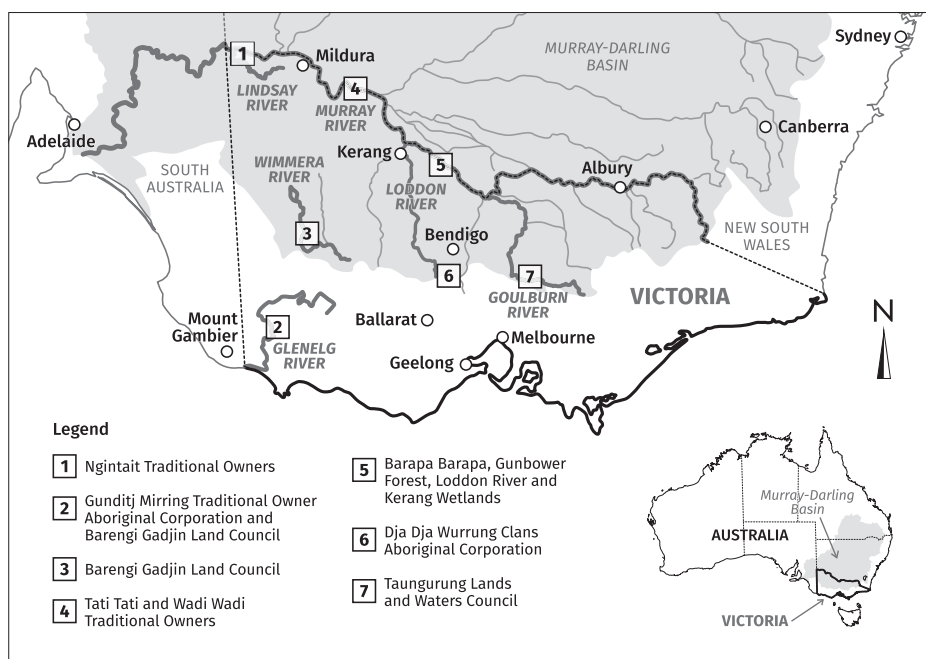 Sydney
MURRAY-DARLING
BASIN
1
Mildura
LINDSAY
RIVER
4
MURRAY
RIVER
Adelaide
Canberra
SOUTH
AUSTRALIA
WIMMERA
RIVER
Kerang
5
LODDON
RIVER
Albury
3
Bendigo
NEW SOUTH
WALES
6
7
GOULBURN
RIVER
VICTORIA
N
Mount
Gambier
2
GLENELG
RIVER
Ballarat
Melbourne
Geelong
Legend
1 Ngintait Traditional Owners
2 Gunditj Mirring Traditional Owner
Aboriginal Corporation and
Barengi Gadjin Land Council
3 Barengi Gadjin Land Council
4 Tati Tati and Wadi Wadi
Traditional Owners
5 Barapa Barapa, Gunbower
Forest, Loddon River and
Kerang Wetlands
6 Dja Dja Wurrung Clans
Aboriginal Corporation
7 Taungurung Lands
and Waters Council
Murray-Darling
Basin
AUSTRALIA
VICTORIA